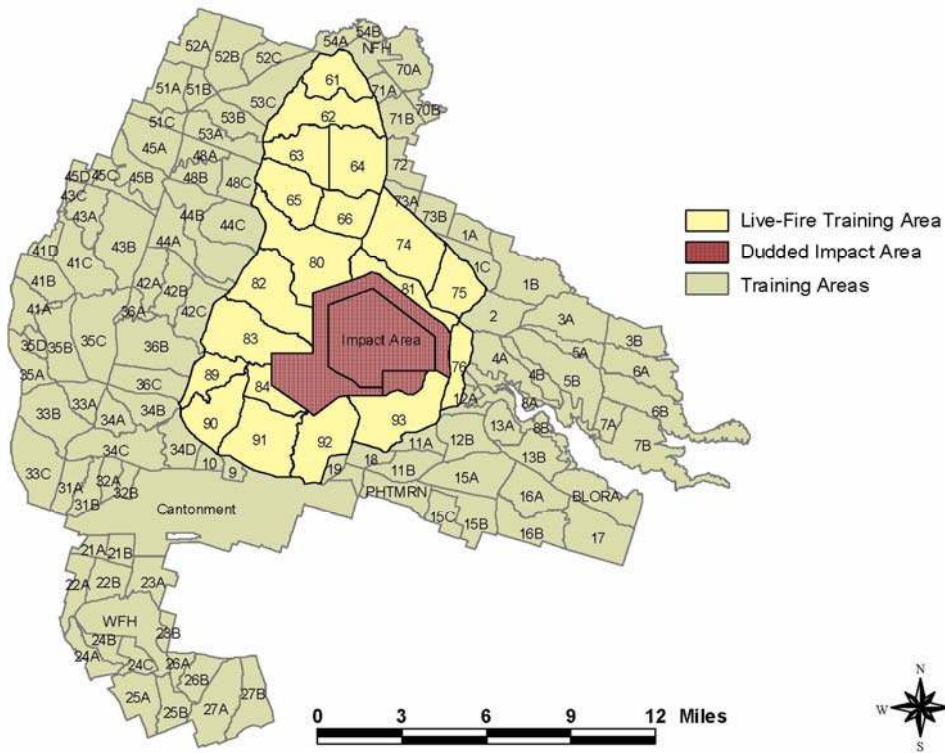 54B
54A
NFH
52A
52B
52C
70A
61
71A
51A
51B
53C
70B
62
71B
51C
53B
53A
45A
48A
63
64
72
45D
45C
45B
48B
48C
43C
65
73A
43A
44B
66
73B
44C
1A
41D
43B
44A
74
41C
80
1C
41B
42A
82
81
75
1B
42B
41A
36A
42C
2
3A
Impact Area
35D
35B
35C
36B
83
3B
5A
4A
76
35A
36C
89
84
4B
5B
6A
12A
33B
33A
34B
8A
6B
34A
90
93
13A
7A
8B
91
92
11A
12B
7B
34C
34D
10
9
19
18
11B
13B
33C
31A
32A
15A
32B
31B
PHTMRN
16A
BLORA
Cantonment
15C
15B
16B
17
21A
21B
22A
22B
23A
WFH
23B
24B
24A
24C
26A
26B
25A
25B
27A
27B
Live-Fire Training Area
Dudded Impact Area
Training Areas
0 3 6 9 12 Miles
N
W E
S